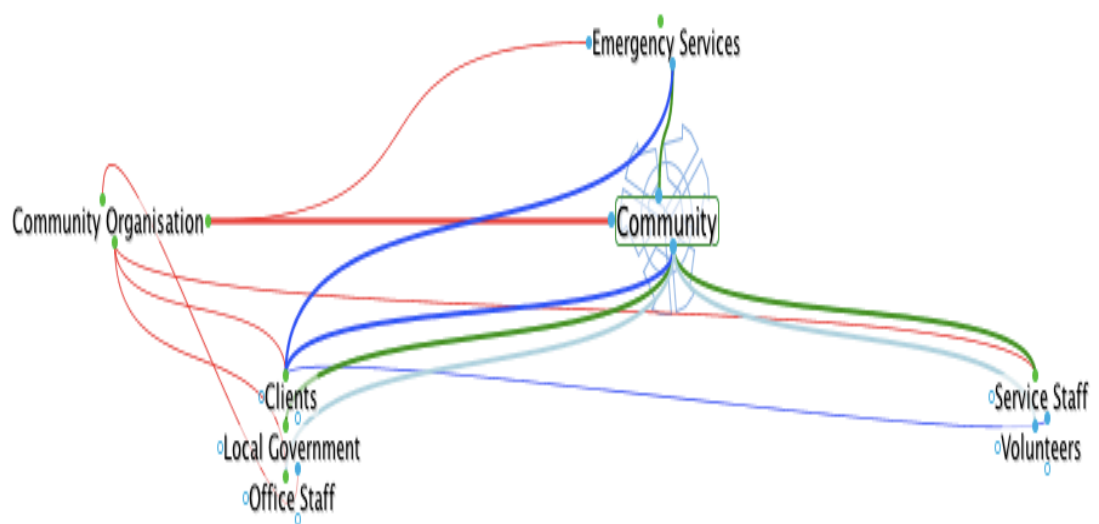 Emergency Services
Community Organisation
Community
Clients
Service Staff
Local Government
Volunteers
Office Staff